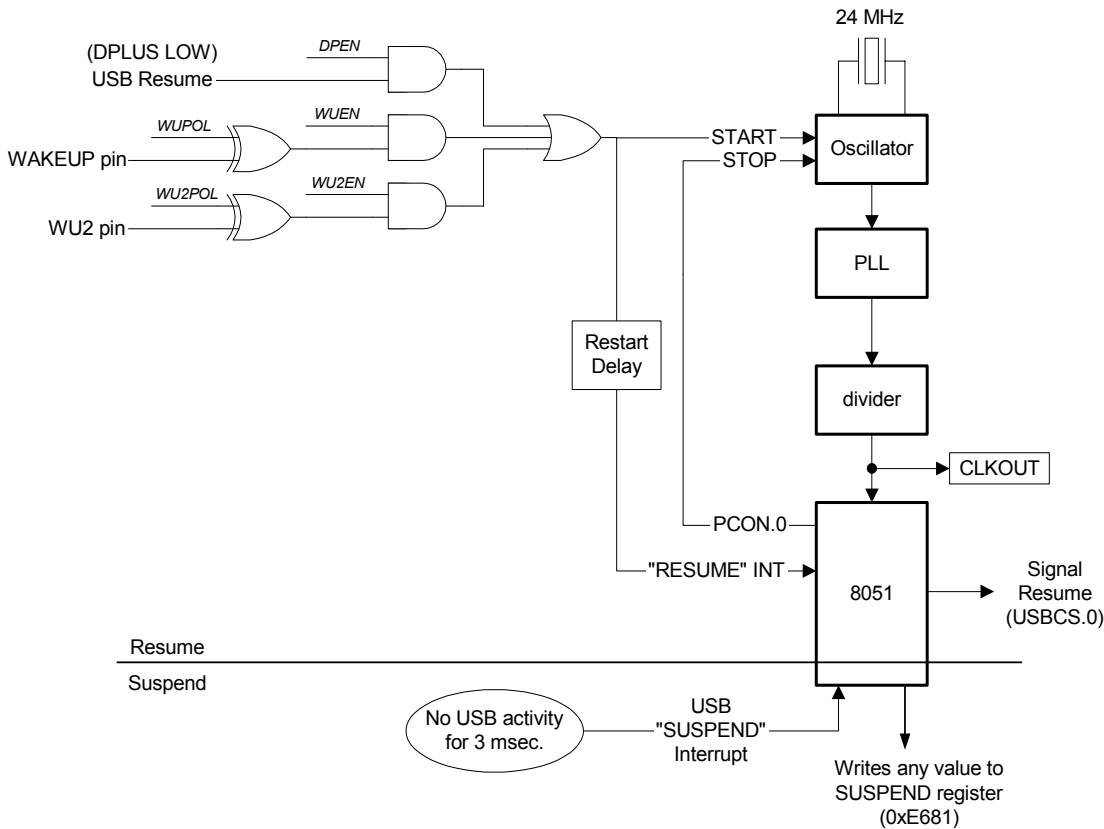 24 MHz
(DPLUS LOW)
USB Resume
DPEN
WUPOL
WAKEUP pin
WUEN
WU2POL
WU2 pin
WU2EN
START
STOP
Oscillator
PLL
Restart
Delay
divider
CLKOUT
PCON.0
"RESUME" INT
8051
Signal
Resume
(USBCS.0)
Resume
Suspend
No USB activity
for 3 msec.
USB
"SUSPEND"
Interrupt
Writes any value to
SUSPEND register
(0xE681)